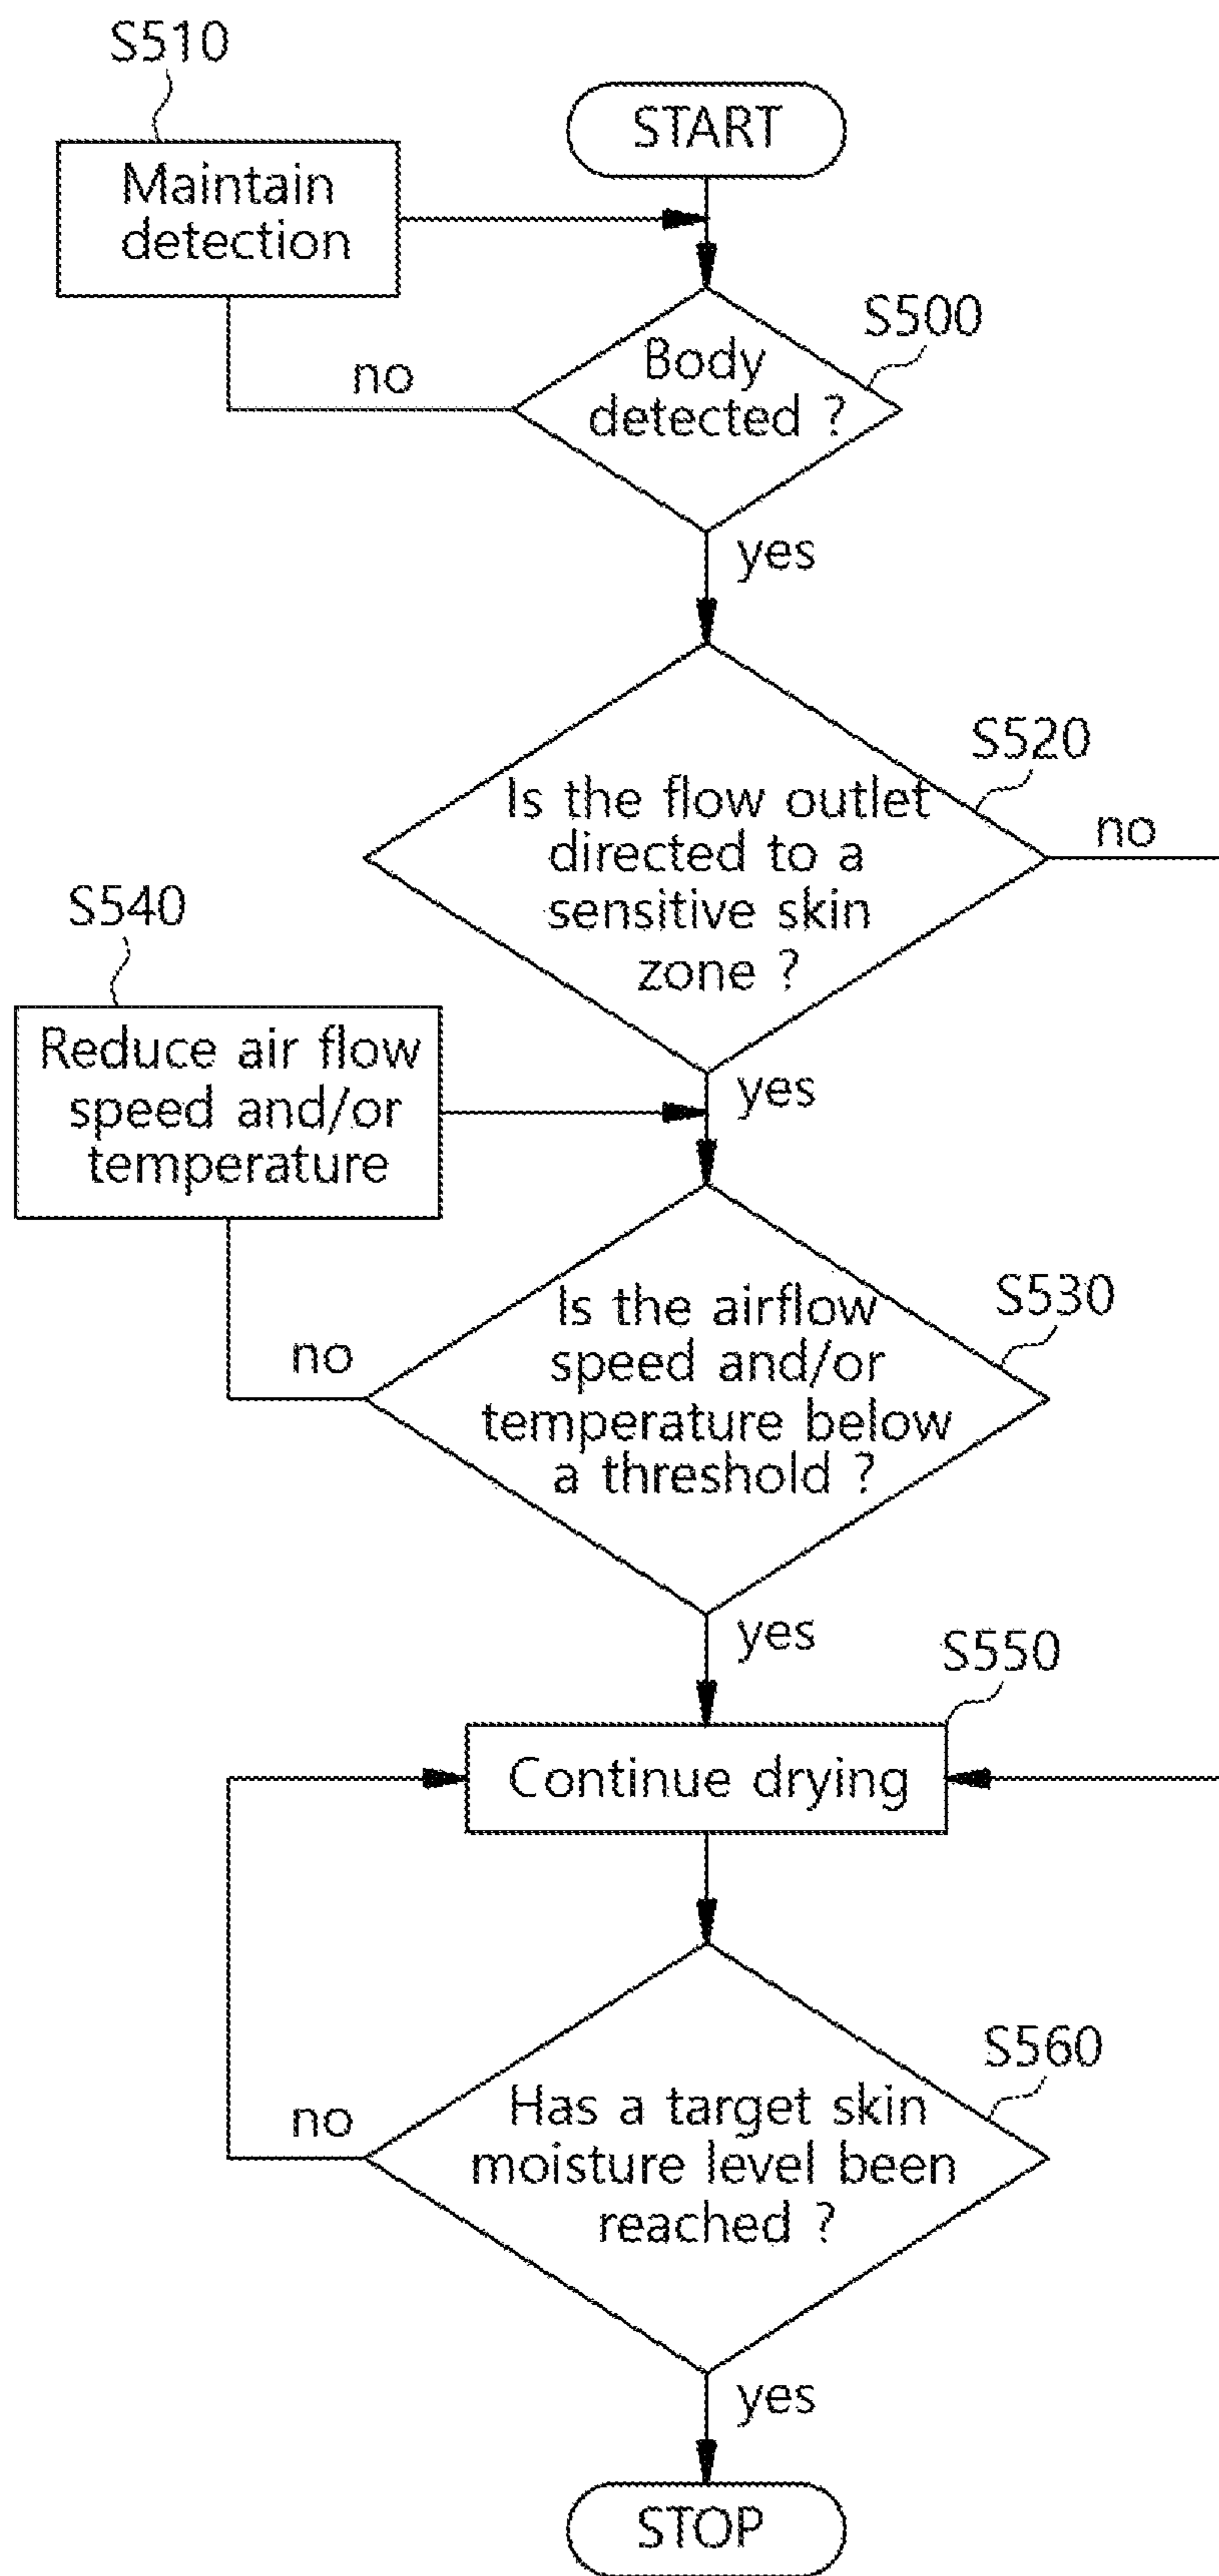 S510
START
Maintain
detection
S500
Body
detected ?
no
yes
S520
Is the flow outlet
directed to a
sensitive skin
zone ?
no
S540
Reduce air flow
speed and/or
temperature
yes
S530
Is the airflow
speed and/or
temperature below
a threshold ?
no
yes
S550
Continue drying
S560
Has a target skin
moisture level been
reached ?
no
yes
STOP